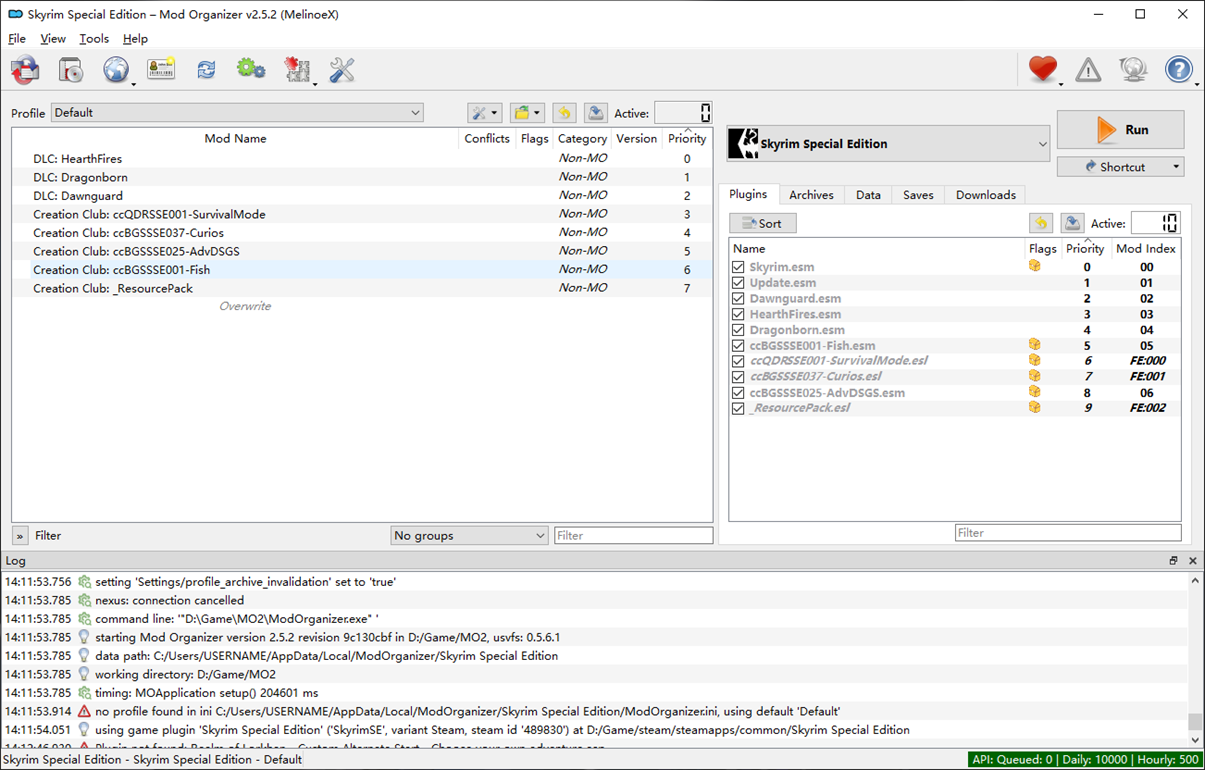 Skyrim Special Edition – Mod Organizer v2.5.2 (MelinoeX)
File View Tools Help
Profile Default Active: 0
Mod Name Conflicts Flags Category Version Priority
DLC: HearthFires Non-MO 0
DLC: Dragonborn Non-MO 1
DLC: Dawnguard Non-MO 2
Creation Club: ccQDRSSE001-SurvivalMode Non-MO 3
Creation Club: ccBGSSSE037-Curios Non-MO 4
Creation Club: ccBGSSSE025-AdvDSGS Non-MO 5
Creation Club: ccBGSSSE001-Fish Non-MO 6
Creation Club: _ResourcePack Non-MO 7
Overwrite
» Filter No groups Filter
Skyrim Special Edition
Run
Shortcut
Plugins Archives Data Saves Downloads
Sort Active: 10
Name Flags Priority Mod Index
Skyrim.esm 0 00
Update.esm 1 01
Dawnguard.esm 2 02
HearthFires.esm 3 03
Dragonborn.esm 4 04
ccBGSSSE001-Fish.esm 5 05
ccQDRSSE001-SurvivalMode.esl 6 FE:000
ccBGSSSE037-Curios.esl 7 FE:001
ccBGSSSE025-AdvDSGS.esm 8 06
_ResourcePack.esl 9 FE:002
Filter
Log
14:11:53.756 setting 'Settings/profile_archive_invalidation' set to 'true'
14:11:53.785 nexus: connection cancelled
14:11:53.785 command line: '"D:\Game\MO2\ModOrganizer.exe" '
14:11:53.785 starting Mod Organizer version 2.5.2 revision 9c130cbf in D:/Game/MO2, usvfs: 0.5.6.1
14:11:53.785 data path: C:/Users/USERNAME/AppData/Local/ModOrganizer/Skyrim Special Edition
14:11:53.785 working directory: D:/Game/MO2
14:11:53.785 timing: MOApplication setup() 204601 ms
14:11:53.914 no profile found in ini C:/Users/USERNAME/AppData/Local/ModOrganizer/Skyrim Special Edition/ModOrganizer.ini, using default 'Default'
14:11:54.051 using game plugin 'Skyrim Special Edition' ('SkyrimSE', variant Steam, steam id '489830') at D:/Game/steam/steamapps/common/Skyrim Special Edition
Skyrim Special Edition - Skyrim Special Edition - Default
API: Queued: 0 | Daily: 10000 | Hourly: 500